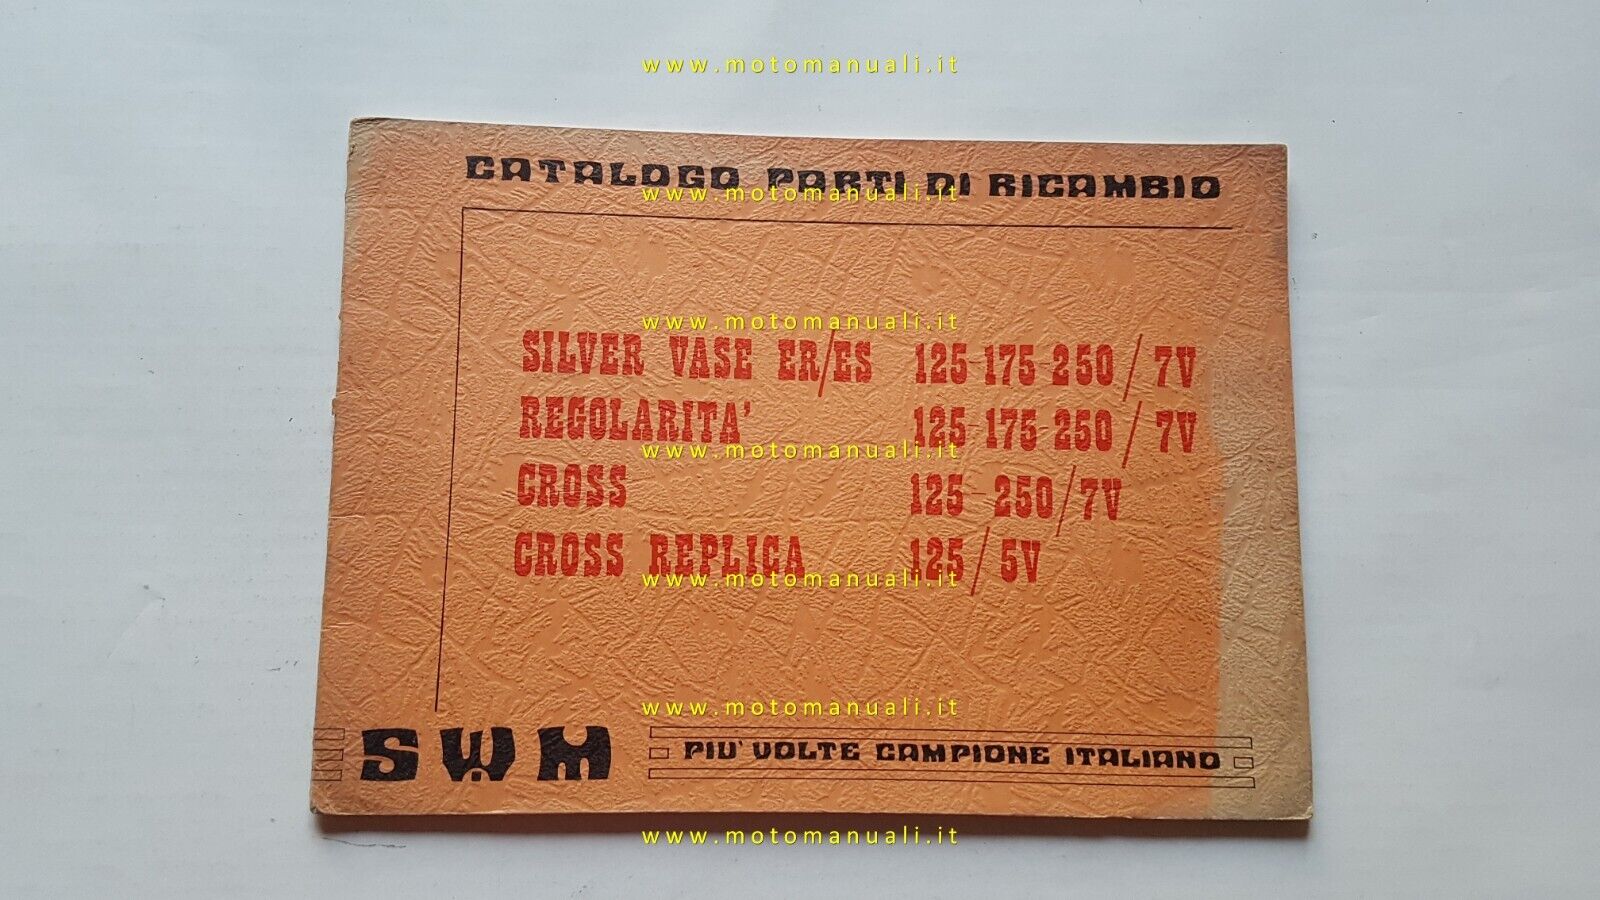 www.motomanuali.it
CATALOGO PARTI DI RICAMBIO
www.motomanuali.it
www.motomanuali.it
SILVER VASE ER/ES 125-175-250/7V
REGOLARITA' 125-175-250/7V
www.motomanuali.it
CROSS 125-250/7V
CROSS REPLICA 125/5V
www.motomanuali.it
www.motomanuali.it
S.W.M PIU' VOLTE CAMPIONE ITALIANO
www.motomanuali.it